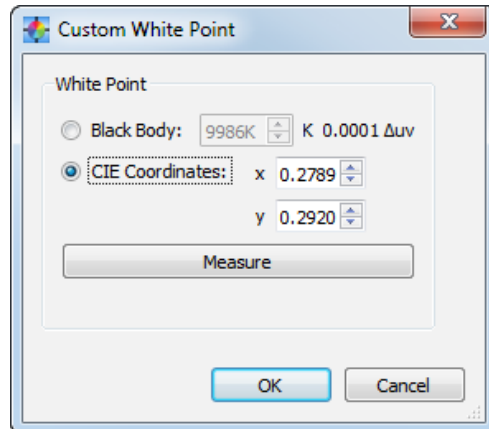 Custom White Point
White Point
Black Body: 9986K K 0.0001 Δuv
CIE Coordinates: x 0.2789
y 0.2920
Measure
OK Cancel